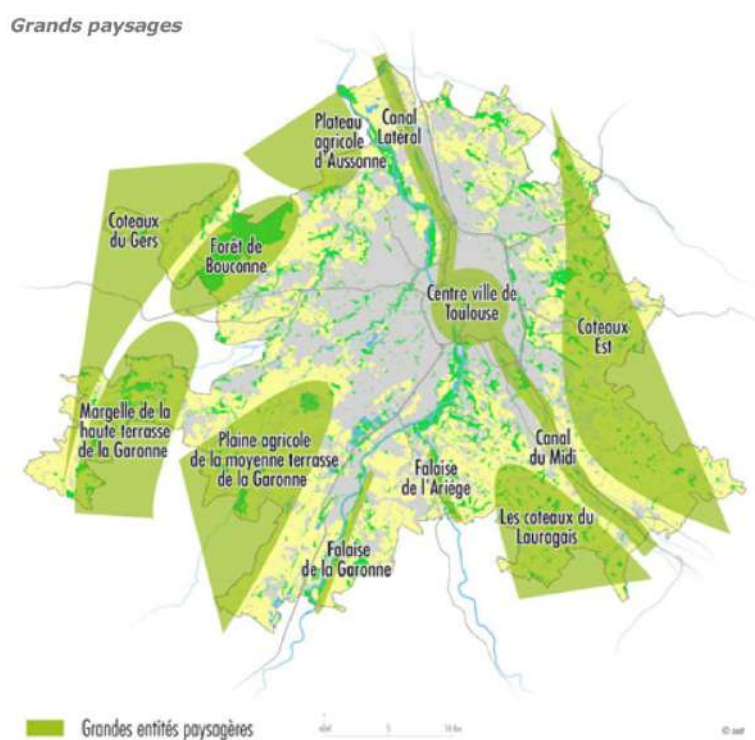 Grands paysages
Plateau
agricole
d'Aussonne
Canal
Latéral
Coteaux
du Gers
Forêt de
Bouconne
Centre ville de
Toulouse
Coteaux
Est
Margelle de la
haute terrasse
de la Garonne
Plaine agricole
de la moyenne terrasse
de la Garonne
Falaise
de l'Ariège
Canal
du Midi
Les coteaux du
Lauragais
Falaise
de la Garonne
Grandes entités paysagères
5